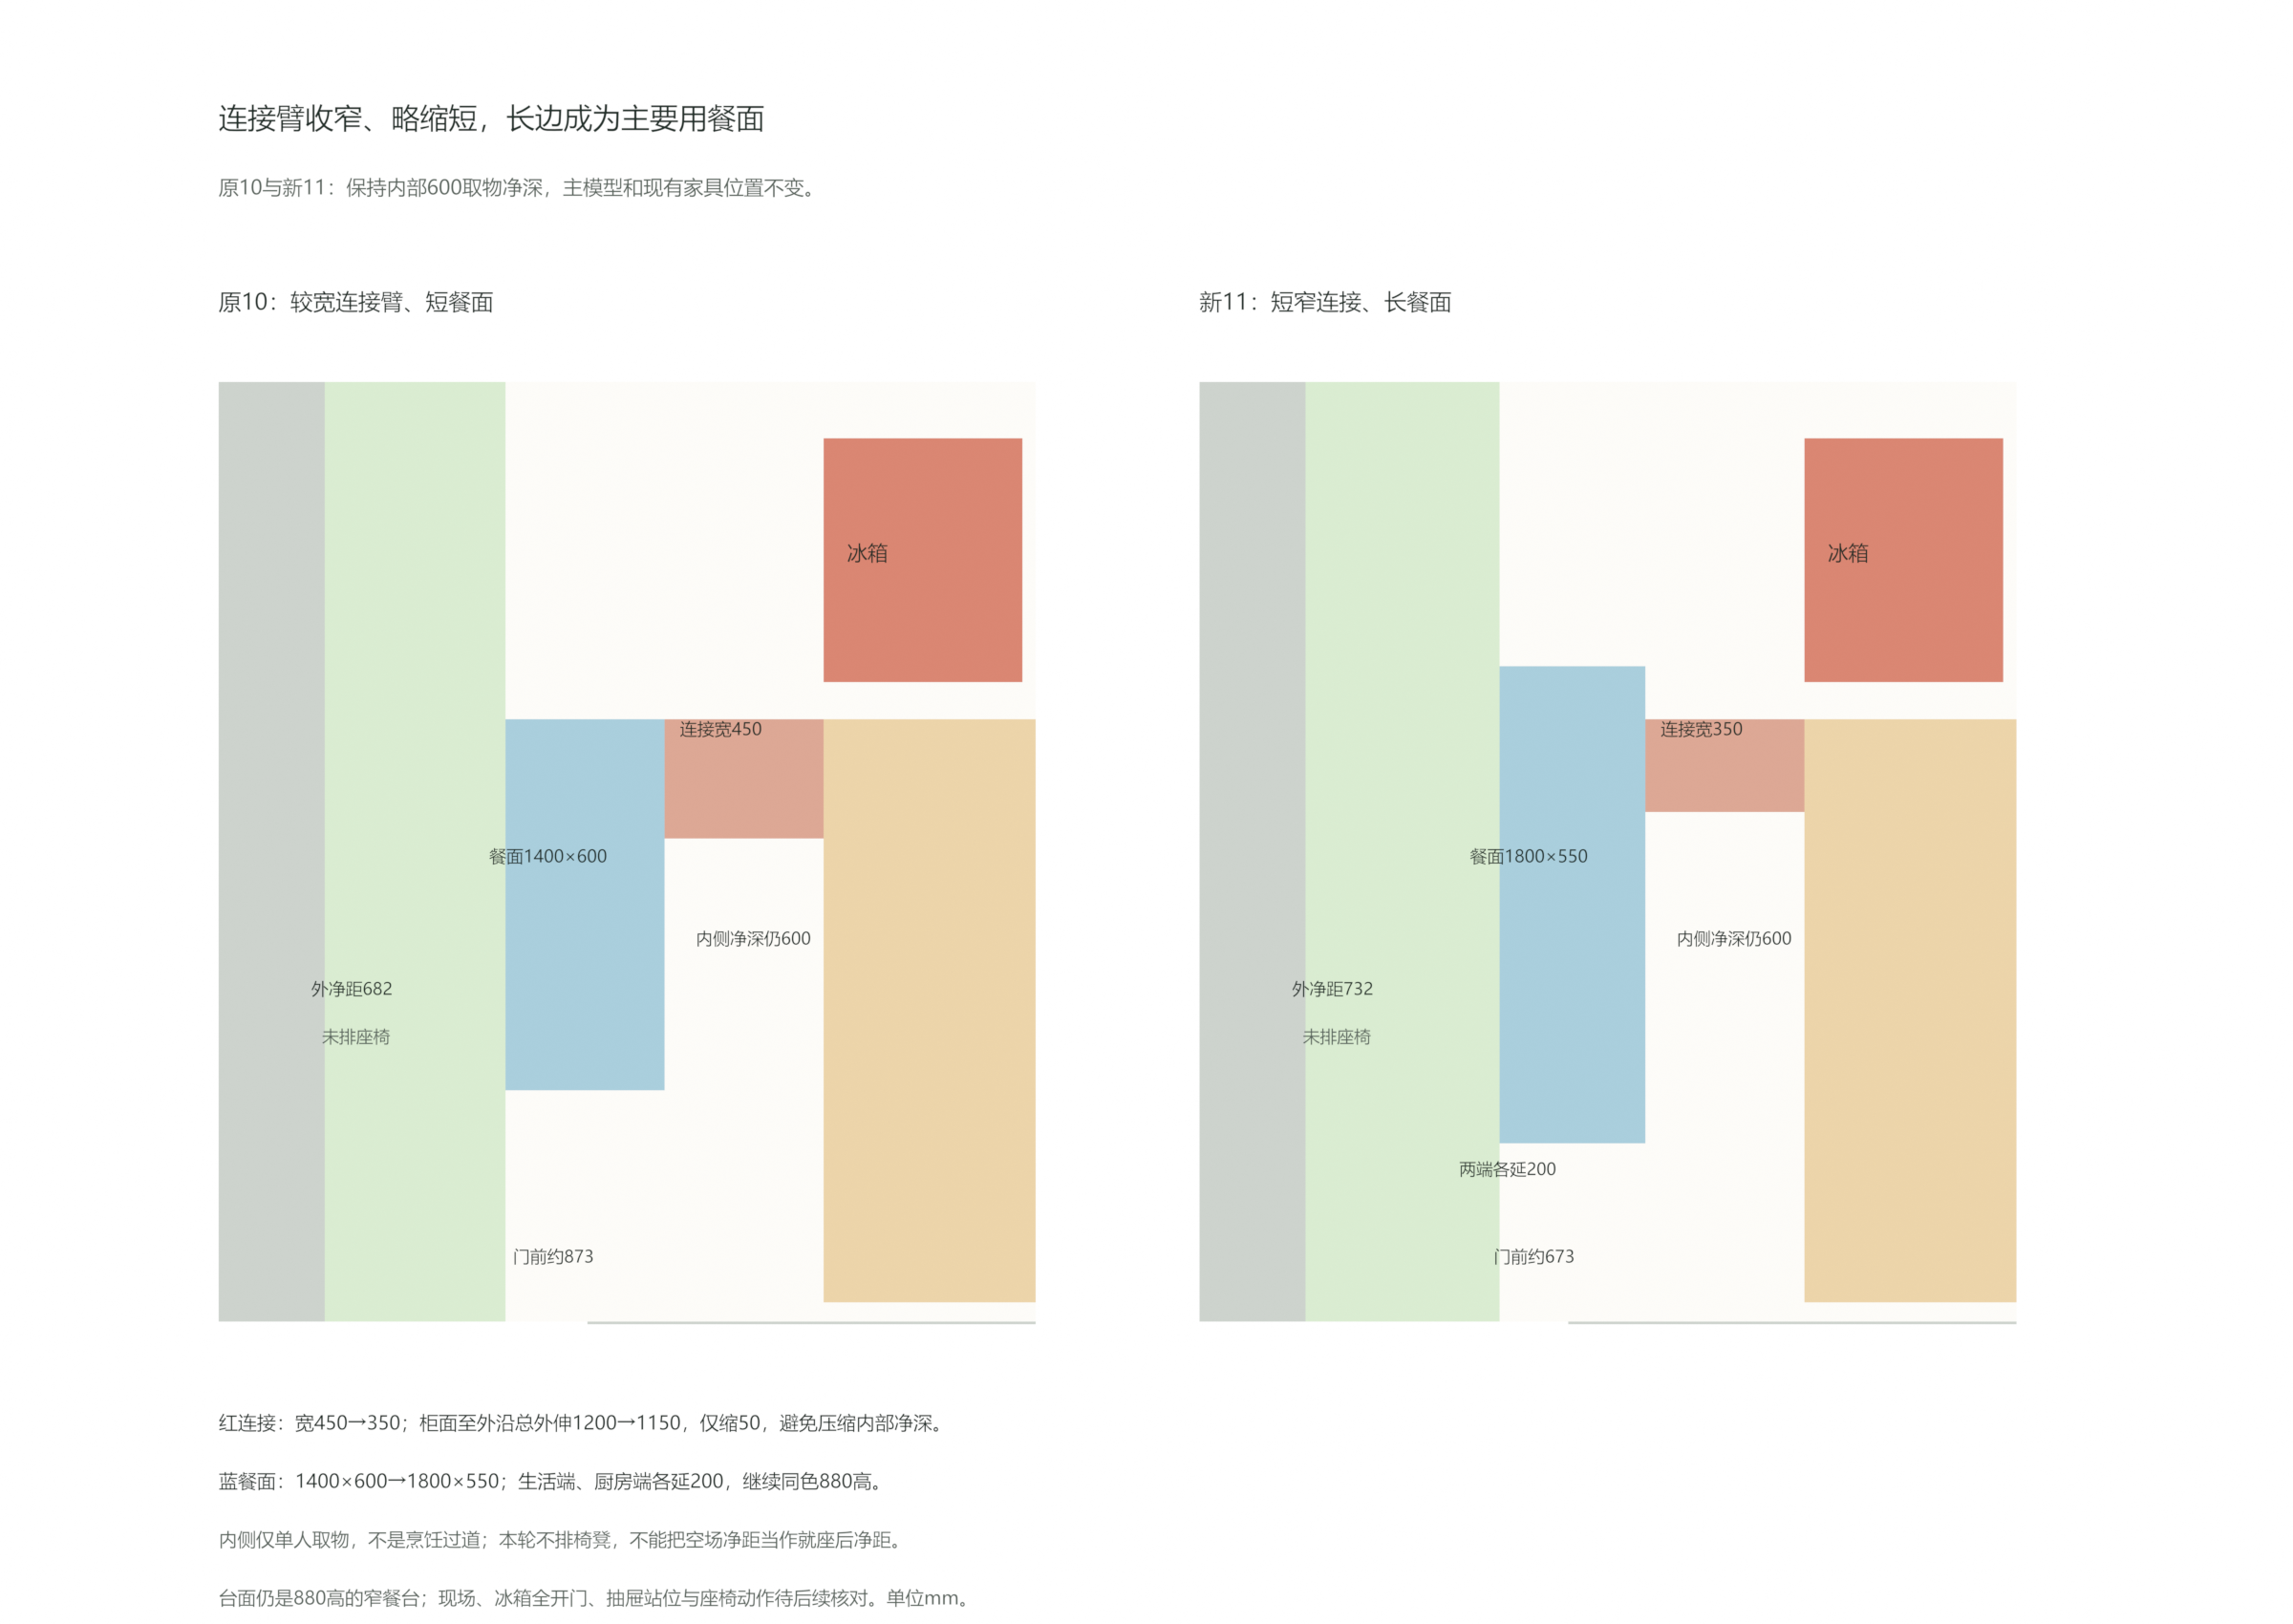 连接臂收窄、略缩短，长边成为主要用餐面
原10与新11：保持内部600取物净深，主模型和现有家具位置不变。
原10：较宽连接臂、短餐面
冰箱
连接宽450
餐面1400×600
内侧净深仍600
外净距682
未排座椅
门前约873
新11：短窄连接、长餐面
冰箱
连接宽350
餐面1800×550
内侧净深仍600
外净距732
未排座椅
两端各延200
门前约673
红连接：宽450→350；柜面至外沿总外伸1200→1150，仅缩50，避免压缩内部净深。
蓝餐面：1400×600→1800×550；生活端、厨房端各延200，继续同色880高。
内侧仅单人取物，不是烹饪过道；本轮不排椅凳，不能把空场净距当作就座后净距。
台面仍是880高的窄餐台；现场、冰箱全开门、抽屉站位与座椅动作待后续核对。单位mm。